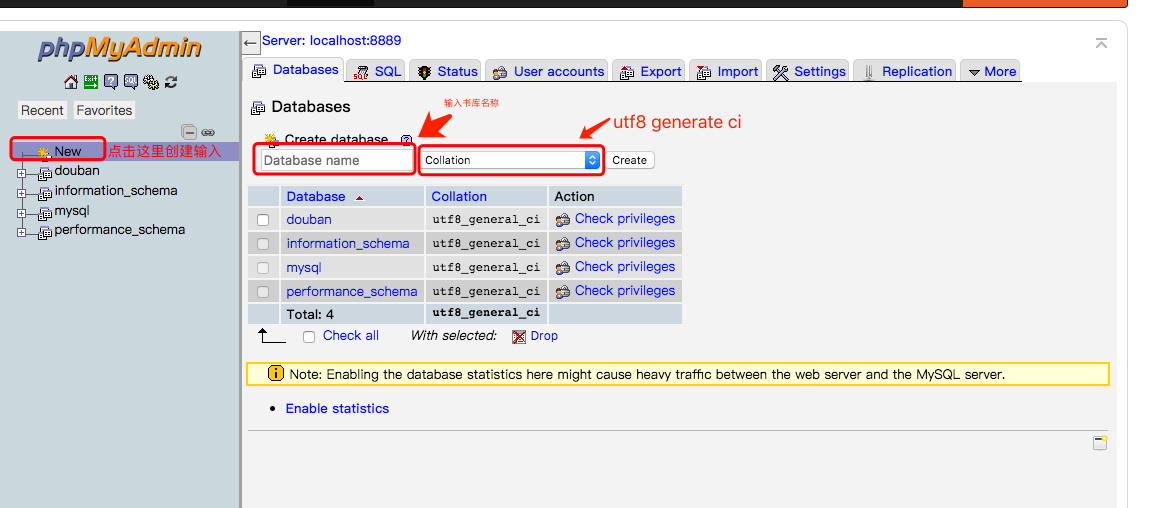 phpMyAdmin
Recent Favorites
New 点击这里创建输入
douban
information_schema
mysql
performance_schema
Server: localhost:8889
Databases SQL Status User accounts Export Import Settings Replication More
Databases
输入书库名称
utf8 generate ci
Create database
Database name Collation Create
Database Collation Action
douban utf8_general_ci Check privileges
information_schema utf8_general_ci Check privileges
mysql utf8_general_ci Check privileges
performance_schema utf8_general_ci Check privileges
Total: 4 utf8_general_ci
Check all With selected: Drop
Note: Enabling the database statistics here might cause heavy traffic between the web server and the MySQL server.
Enable statistics